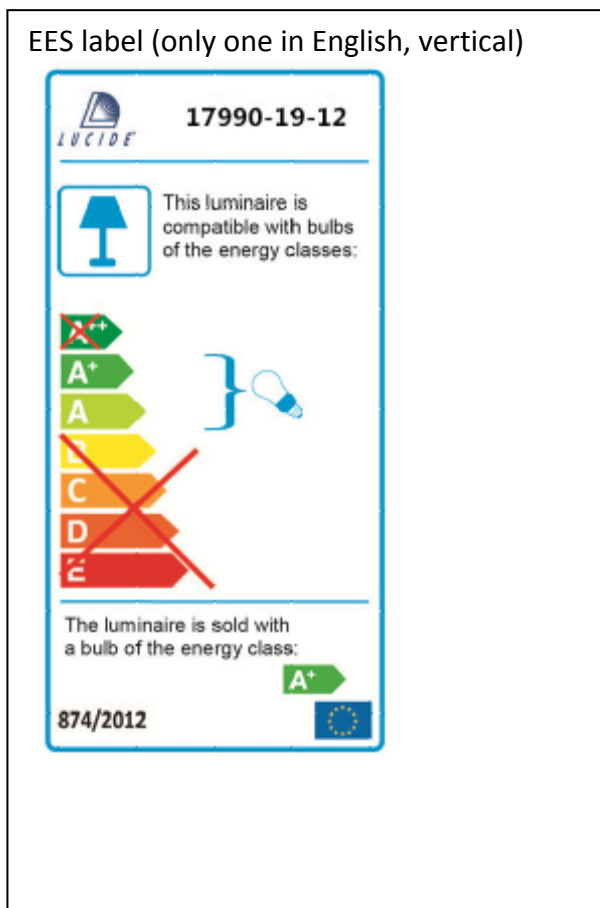 EES label (only one in English, vertical)
LUCIDE
17990-19-12
This luminaire is
compatible with bulbs
of the energy classes:
A++
A+
A
B
C
D
E
The luminaire is sold with
a bulb of the energy class:
A+
874/2012